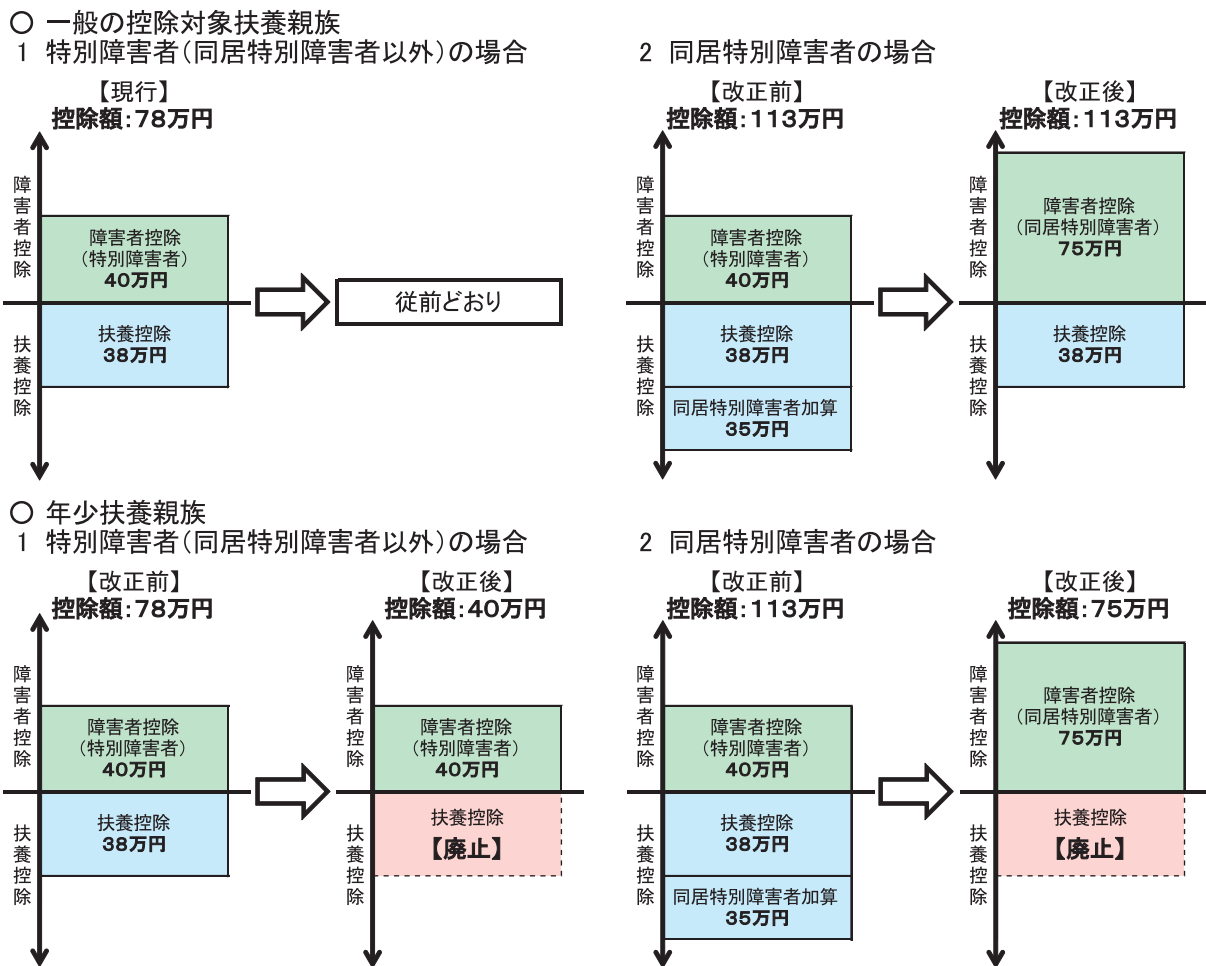 ○ 一般の控除対象扶養親族
1 特別障害者(同居特別障害者以外)の場合
【現行】
控除額:78万円
障害者控除
扶養控除
障害者控除
(特別障害者)
40万円
扶養控除
38万円
従前どおり
2 同居特別障害者の場合
【改正前】
控除額:113万円
障害者控除
扶養控除
障害者控除
(特別障害者)
40万円
扶養控除
38万円
同居特別障害者加算
35万円
【改正後】
控除額:113万円
障害者控除
扶養控除
障害者控除
(同居特別障害者)
75万円
扶養控除
38万円
○ 年少扶養親族
1 特別障害者(同居特別障害者以外)の場合
【改正前】
控除額:78万円
障害者控除
扶養控除
障害者控除
(特別障害者)
40万円
扶養控除
38万円
【改正後】
控除額:40万円
障害者控除
扶養控除
障害者控除
(特別障害者)
40万円
扶養控除
【廃止】
2 同居特別障害者の場合
【改正前】
控除額:113万円
障害者控除
扶養控除
障害者控除
(特別障害者)
40万円
扶養控除
38万円
同居特別障害者加算
35万円
【改正後】
控除額:75万円
障害者控除
扶養控除
障害者控除
(同居特別障害者)
75万円
扶養控除
【廃止】